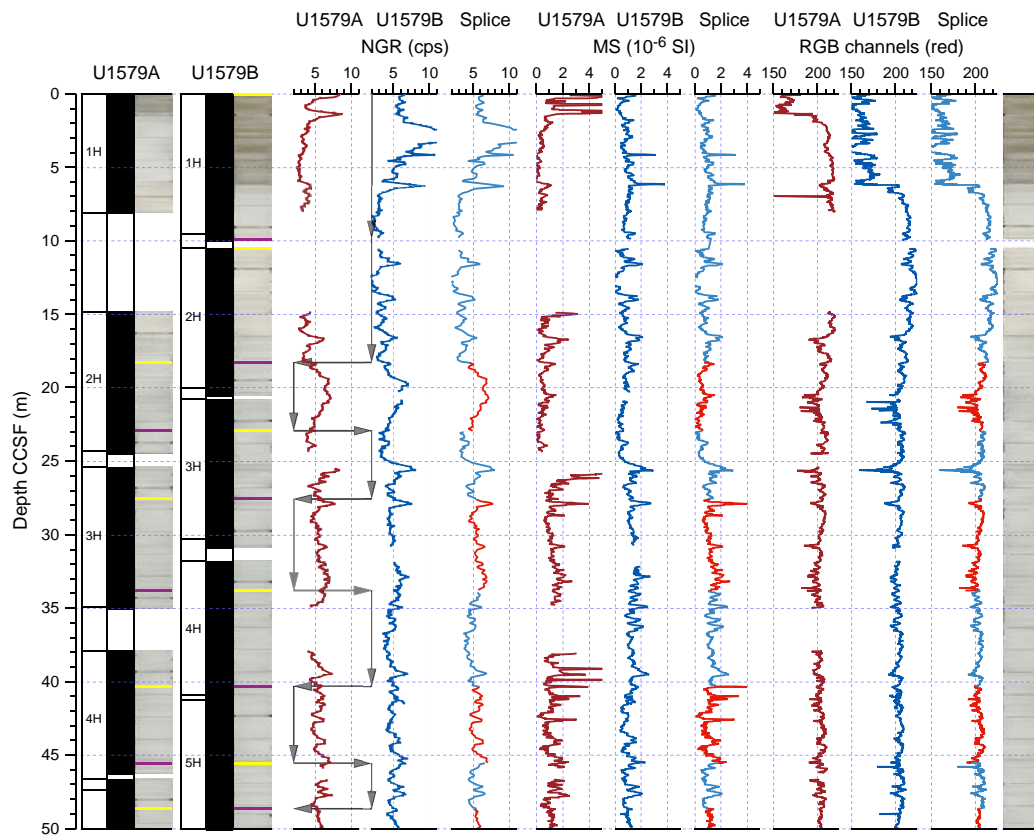 U1579A U1579B Splice U1579A U1579B Splice U1579A U1579B Splice
NGR (cps) MS (10⁻⁶ SI) RGB channels (red)
U1579A U1579B
5 10 5 10 5 10 0 2 4 0 2 4 0 2 4 150 200 150 200 150 200
0
1H
1H
5
10
15
2H
2H
20
25
3H
30
3H
35
4H
40
4H
45
5H
50
Depth CCSF (m)